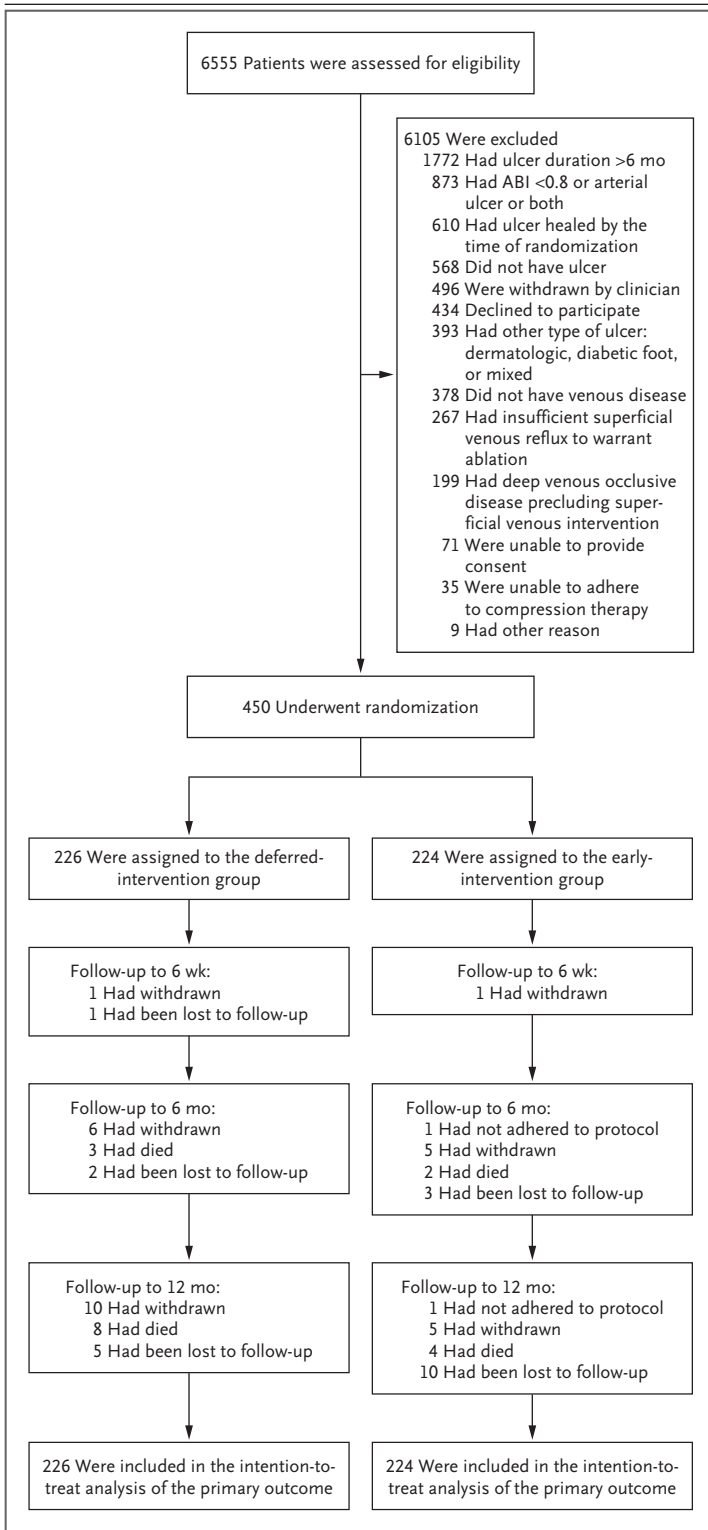 6555 Patients were assessed for eligibility
6105 Were excluded
1772 Had ulcer duration >6 mo
873 Had ABI <0.8 or arterial
ulcer or both
610 Had ulcer healed by the
time of randomization
568 Did not have ulcer
496 Were withdrawn by clinician
434 Declined to participate
393 Had other type of ulcer:
dermatologic, diabetic foot,
or mixed
378 Did not have venous disease
267 Had insufficient superficial
venous reflux to warrant
ablation
199 Had deep venous occlusive
disease precluding super-
ficial venous intervention
71 Were unable to provide
consent
35 Were unable to adhere
to compression therapy
9 Had other reason
450 Underwent randomization
226 Were assigned to the deferred-
intervention group
224 Were assigned to the early-
intervention group
Follow-up to 6 wk:
1 Had withdrawn
1 Had been lost to follow-up
Follow-up to 6 wk:
1 Had withdrawn
Follow-up to 6 mo:
6 Had withdrawn
3 Had died
2 Had been lost to follow-up
Follow-up to 6 mo:
1 Had not adhered to protocol
5 Had withdrawn
2 Had died
3 Had been lost to follow-up
Follow-up to 12 mo:
10 Had withdrawn
8 Had died
5 Had been lost to follow-up
Follow-up to 12 mo:
1 Had not adhered to protocol
5 Had withdrawn
4 Had died
10 Had been lost to follow-up
226 Were included in the intention-to-
treat analysis of the primary outcome
224 Were included in the intention-to-
treat analysis of the primary outcome